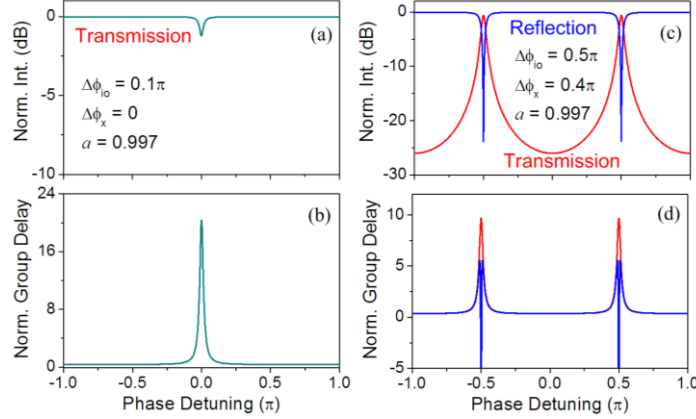 0
-5
-10
Norm. Int. (dB)
Transmission
(a)
Δϕio = 0.1π
Δϕx = 0
a = 0.997
0
-10
-20
-30
Norm. Int. (dB)
Reflection
(c)
Δϕio = 0.5π
Δϕx = 0.4π
a = 0.997
Transmission
24
18
12
6
0
Norm. Group Delay
(b)
-1.0 -0.5 0.0 0.5 1.0
Phase Detuning (π)
10
5
0
-5
Norm. Group Delay
(d)
-1.0 -0.5 0.0 0.5 1.0
Phase Detuning (π)